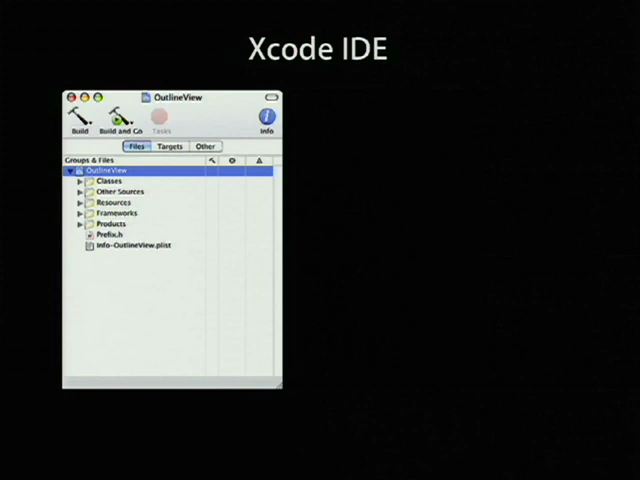 Xcode IDE
OutlineView
Build
Build and Go
Tasks
Info
Files
Targets
Other
Groups & Files
OutlineView
Classes
Other Sources
Resources
Frameworks
Products
Prefix.h
Info-OutlineView.plist